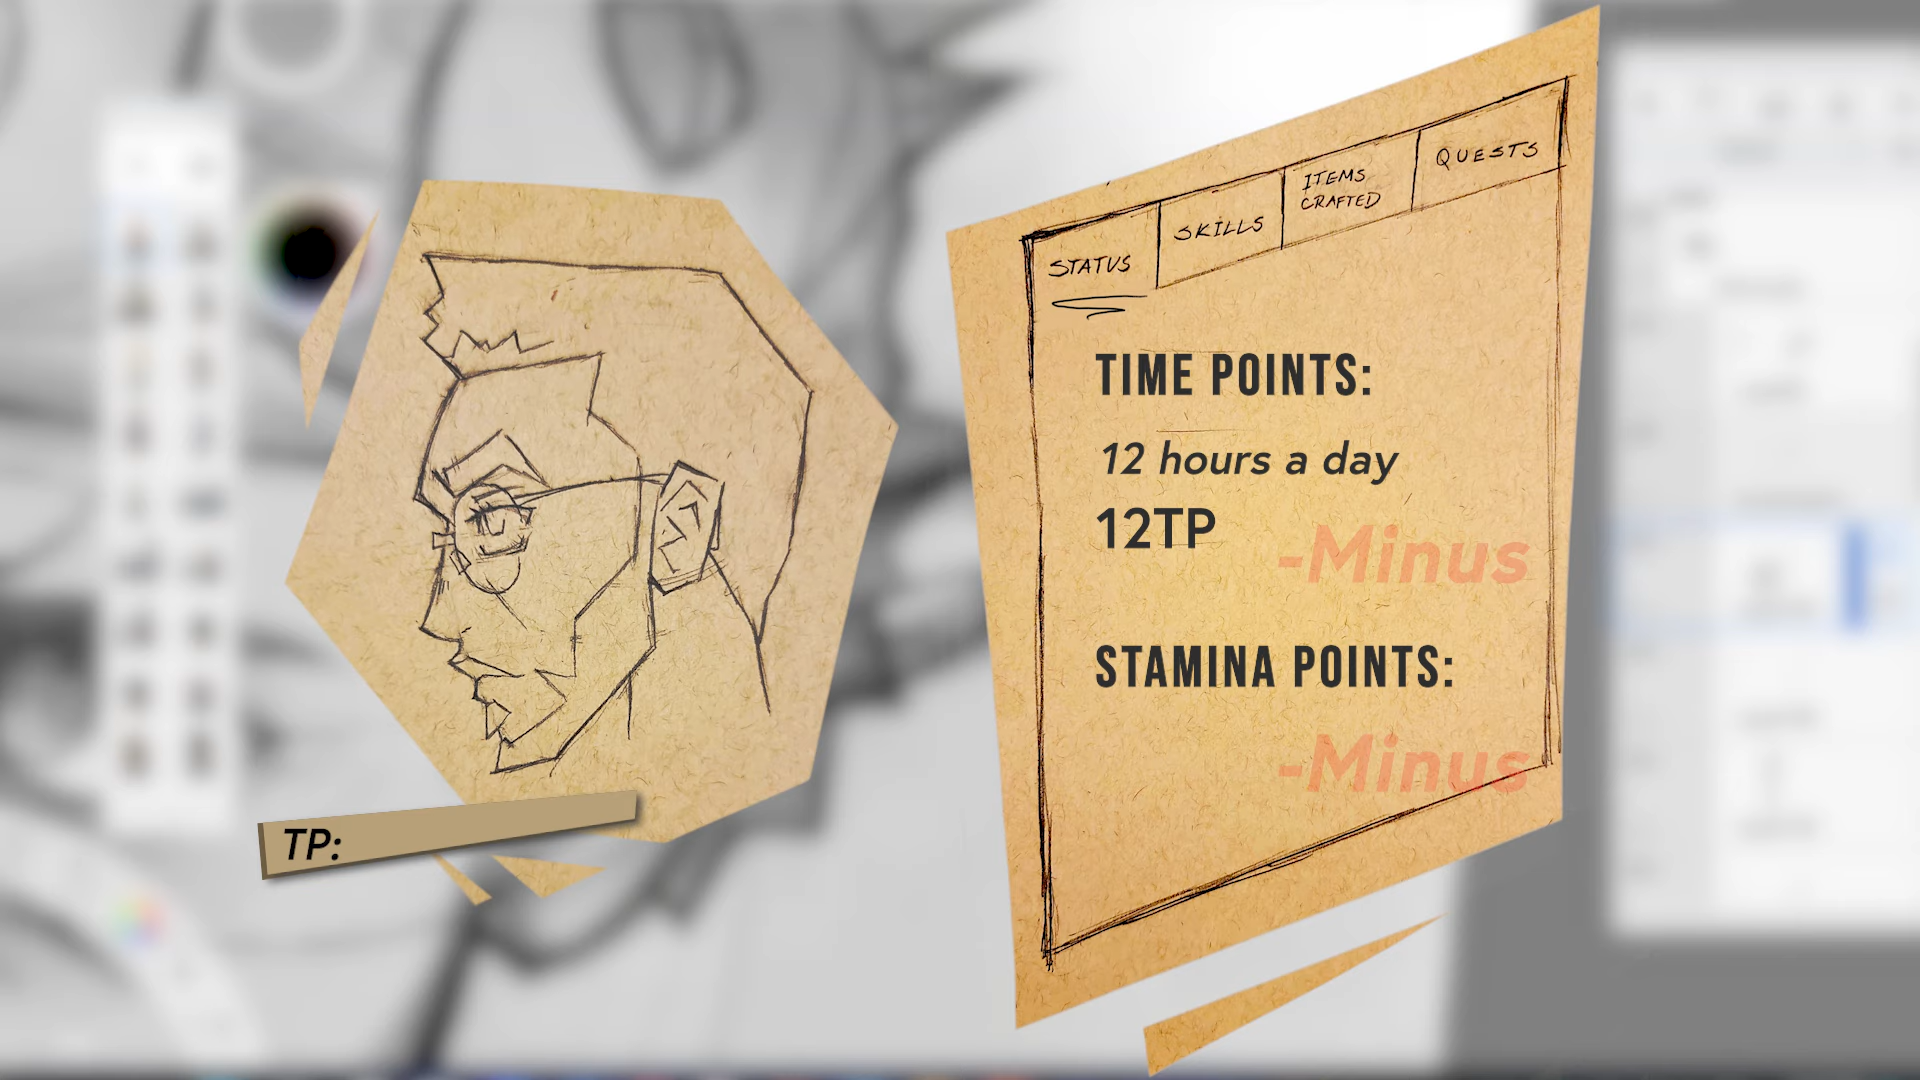 STATUS
SKILLS
ITEMS
CRAFTED
QUESTS
TIME POINTS:
12 hours a day
12TP
-Minus
STAMINA POINTS:
-Minus
TP: